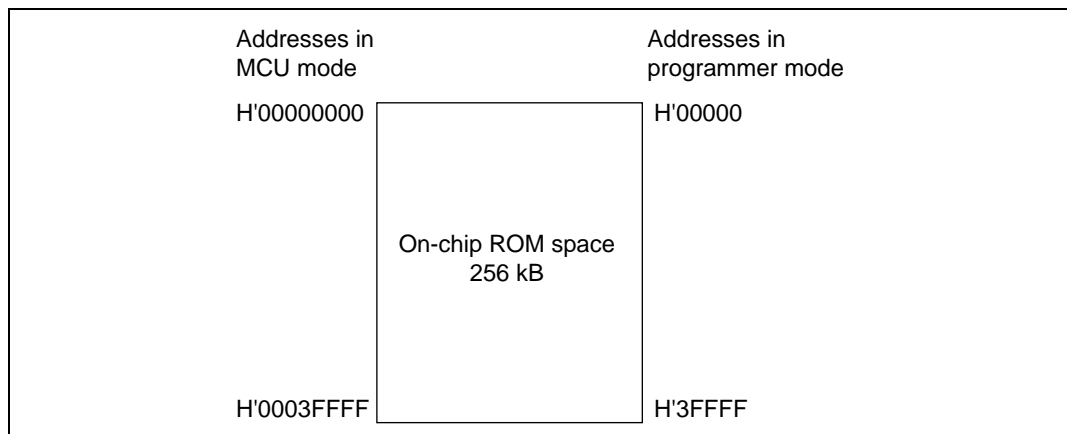 Addresses in
MCU mode
Addresses in
programmer mode
H'00000000
H'00000
On-chip ROM space
256 kB
H'0003FFFF
H'3FFFF